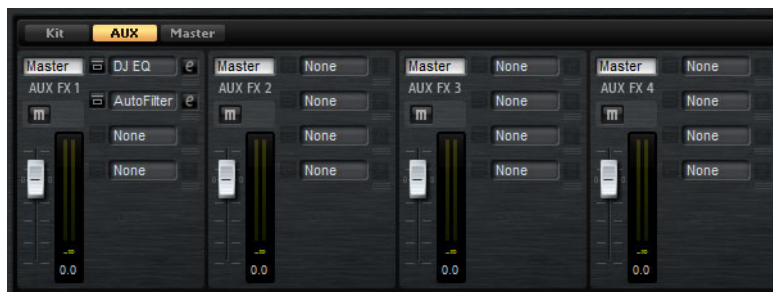 Kit AUX Master
Master DJ EQ e Master None Master None Master None
AUX FX 1 AUX FX 2 AUX FX 3 AUX FX 4
AutoFilter e None None None
m m m m
None None None None
None None None None
-∞ -∞ -∞ -∞
0.0 0.0 0.0 0.0